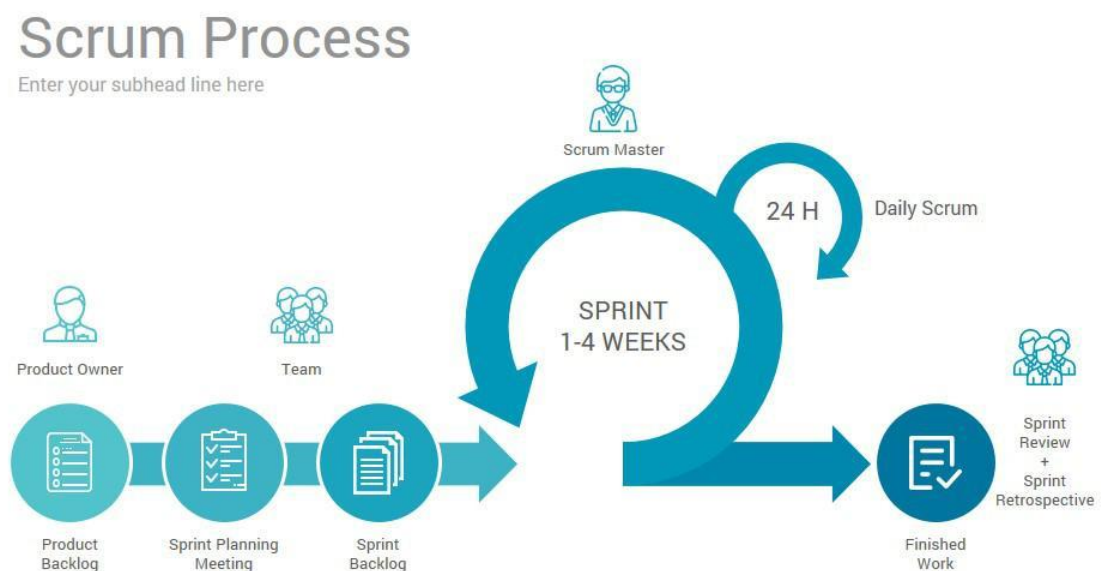 Scrum Process
Enter your subhead line here
Scrum Master
24 H
Daily Scrum
SPRINT
1-4 WEEKS
Product Owner
Team
Sprint
Review
+
Sprint
Retrospective
Product
Backlog
Sprint Planning
Meeting
Sprint
Backlog
Finished
Work